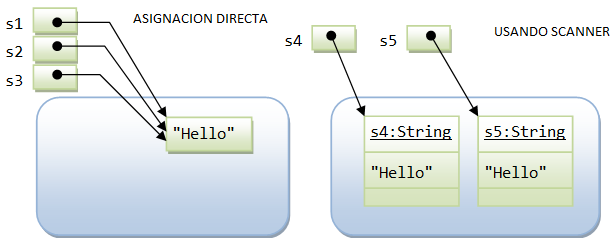 ASIGNACION DIRECTA
s1
s2
s3
"Hello"
USANDO SCANNER
s4
s5
s4:String
"Hello"
s5:String
"Hello"